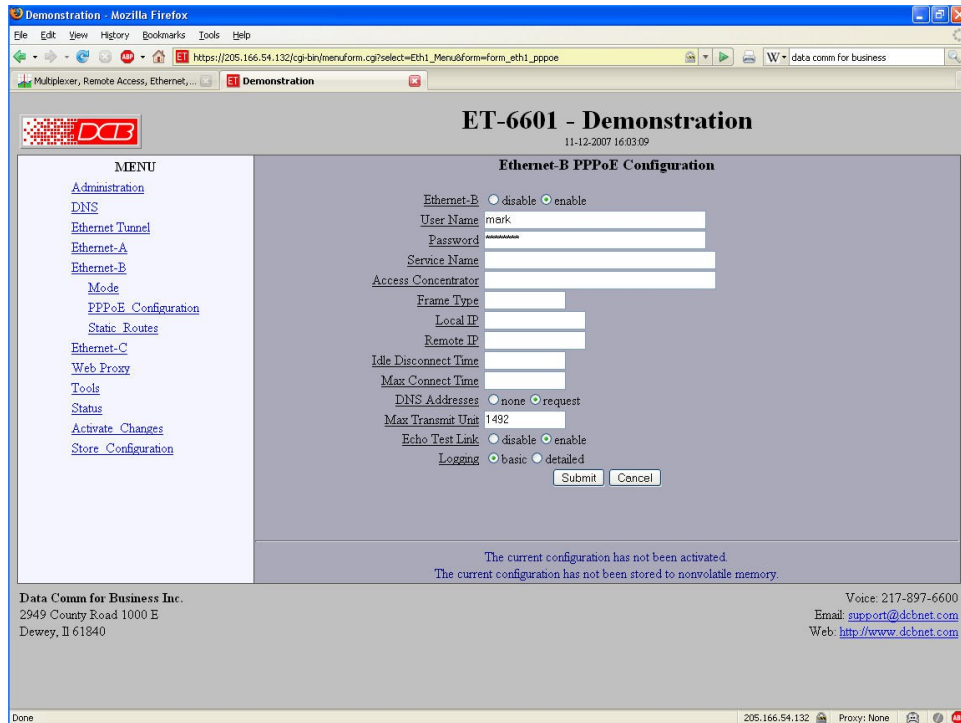 Demonstration - Mozilla Firefox
File Edit View History Bookmarks Tools Help
https://205.166.54.132/cgi-bin/menuform.cgi?select=Eth1_Menu&form=form_eth1_pppoe
W data comm for business
Multiplexer, Remote Access, Ethernet,...
ET Demonstration
DCB
ET-6601 - Demonstration
11-12-2007 16:03:09
MENU
Administration
DNS
Ethernet Tunnel
Ethernet-A
Ethernet-B
Mode
PPPoE Configuration
Static Routes
Ethernet-C
Web Proxy
Tools
Status
Activate Changes
Store Configuration
Ethernet-B PPPoE Configuration
Ethernet-B disable enable
User Name mark
Password ********
Service Name
Access Concentrator
Frame Type
Local IP
Remote IP
Idle Disconnect Time
Max Connect Time
DNS Addresses none request
Max Transmit Unit 1492
Echo Test Link disable enable
Logging basic detailed
Submit Cancel
The current configuration has not been activated.
The current configuration has not been stored to nonvolatile memory.
Data Comm for Business Inc.
2949 County Road 1000 E
Dewey, Il 61840
Voice: 217-897-6600
Email: support@dcbnet.com
Web: http://www.dcbnet.com
Done
205.166.54.132 Proxy: None